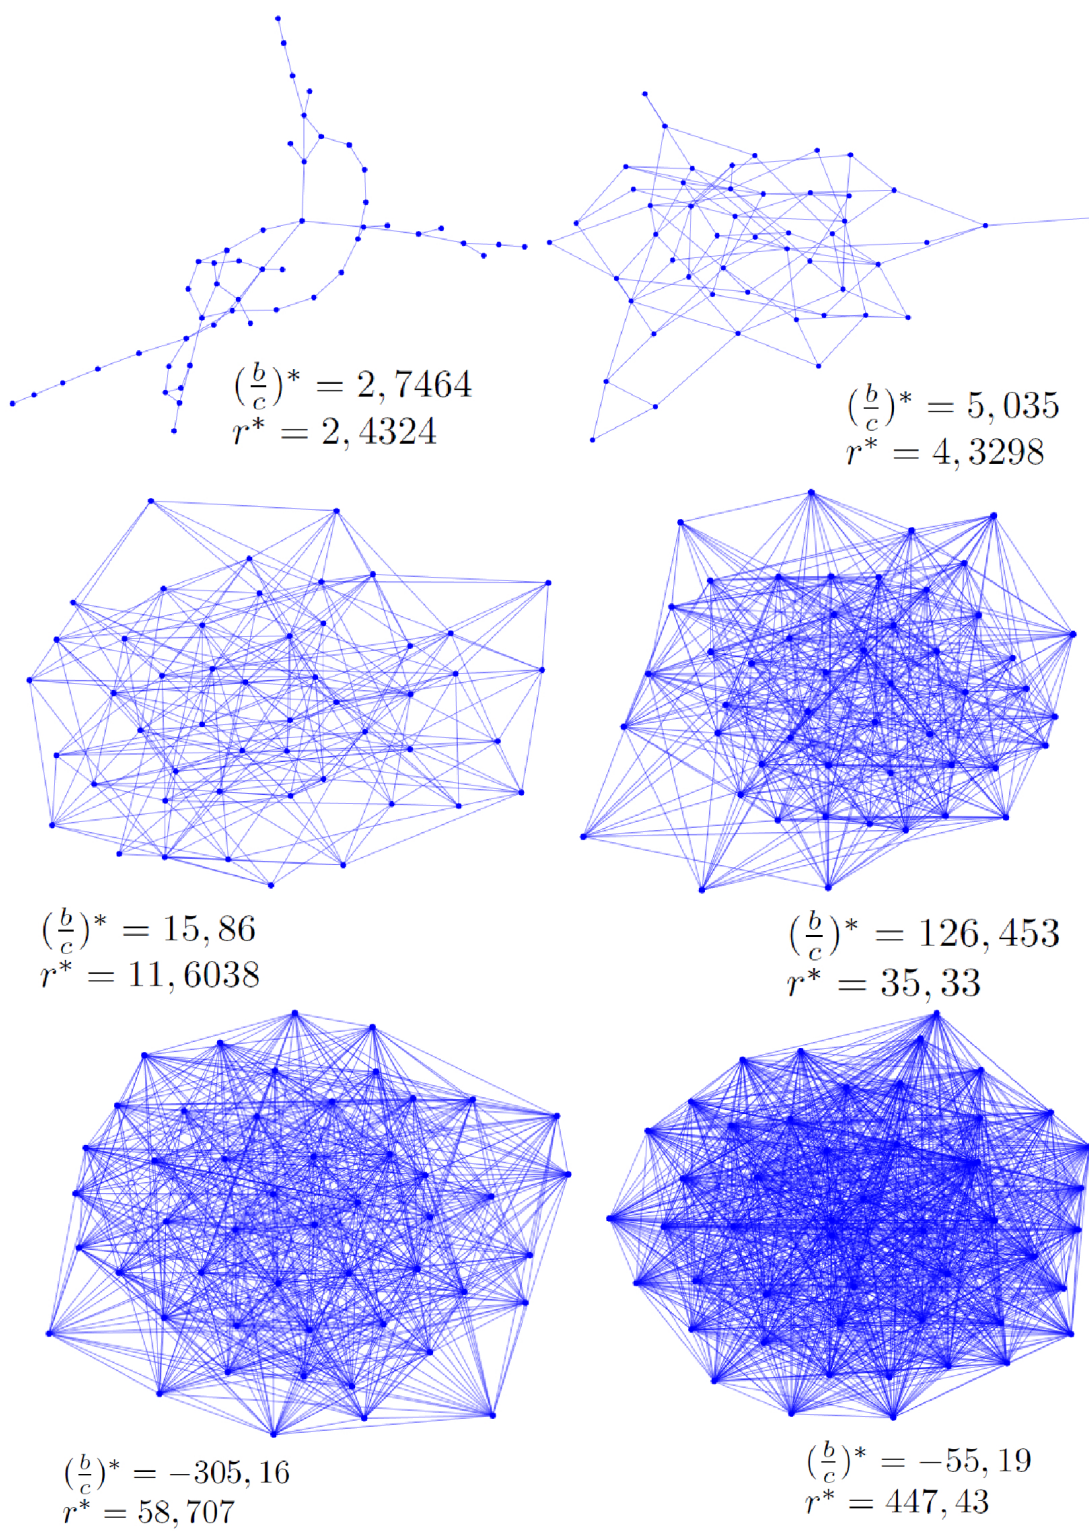 (b/c)* = 2,7464
r* = 2,4324
(b/c)* = 5,035
r* = 4,3298
(b/c)* = 15,86
r* = 11,6038
(b/c)* = 126,453
r* = 35,33
(b/c)* = −305,16
r* = 58,707
(b/c)* = −55,19
r* = 447,43